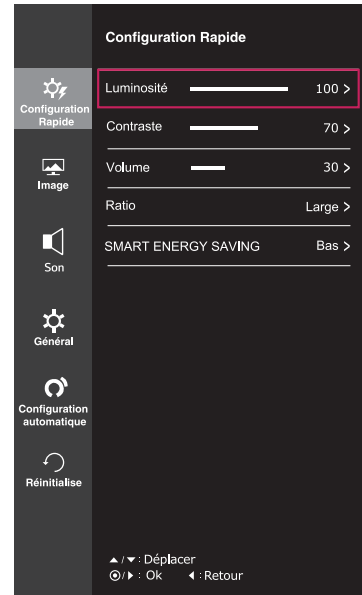 Configuration Rapide
Configuration
Rapide
Image
Son
Général
Configuration
automatique
Réinitialise
Luminosité 100 >
Contraste 70 >
Volume 30 >
Ratio Large >
SMART ENERGY SAVING Bas >
▲/▼ : Déplacer
◉/▶ : Ok ◀ : Retour